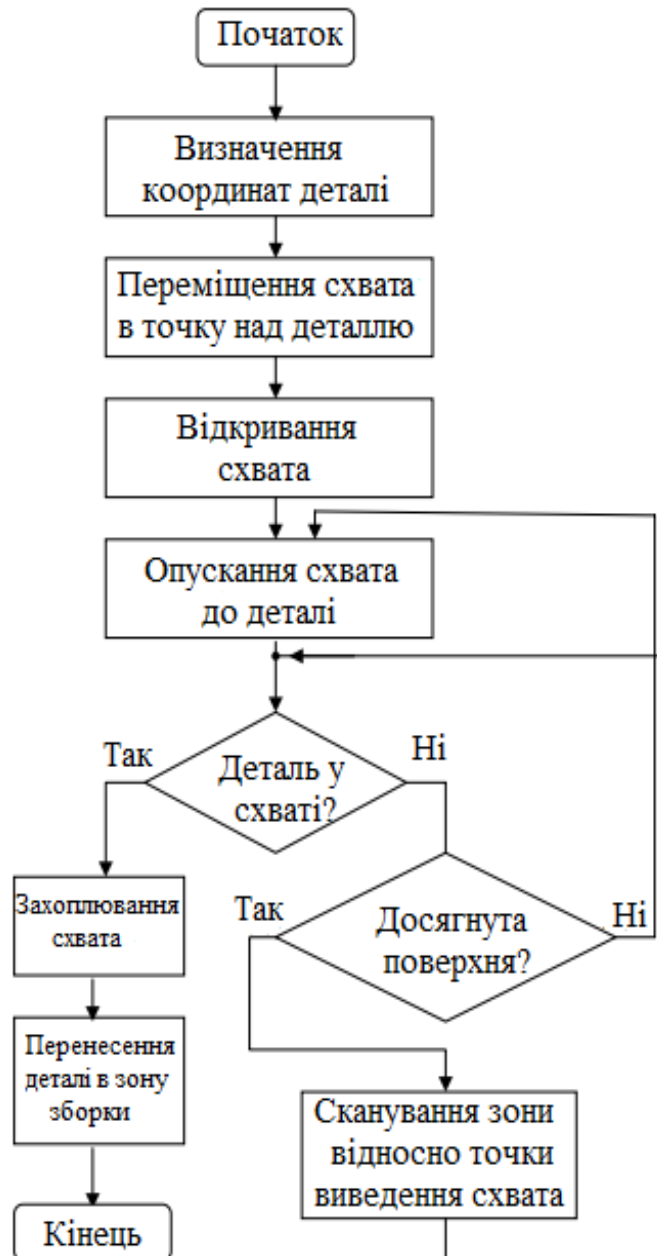 Початок
Визначення
координат деталі
Переміщення схвата
в точку над деталлю
Відкривання
схвата
Опускання схвата
до деталі
Так
Ні
Деталь у
схваті?
Захоплювання
схвата
Так
Ні
Досягнута
поверхня?
Перенесення
деталі в зону
зборки
Сканування зони
відносно точки
виведення схвата
Кінець